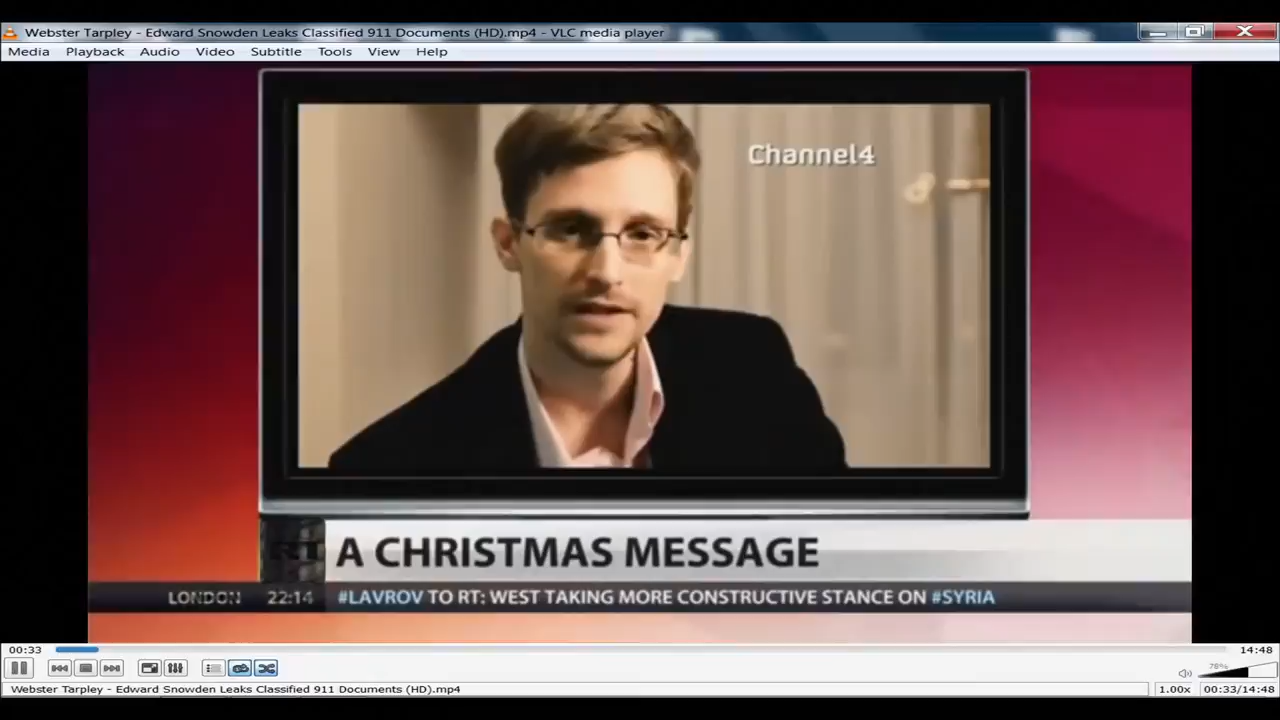 Webster Tarpley - Edward Snowden Leaks Classified 911 Documents (HD).mp4 - VLC media player
Media Playback Audio Video Subtitle Tools View Help
Channel4
RT A CHRISTMAS MESSAGE
LONDON 22:14 #LAVROV TO RT: WEST TAKING MORE CONSTRUCTIVE STANCE ON #SYRIA
00:33 14:48
78%
Webster Tarpley - Edward Snowden Leaks Classified 911 Documents (HD).mp4 1.00x 00:33/14:48